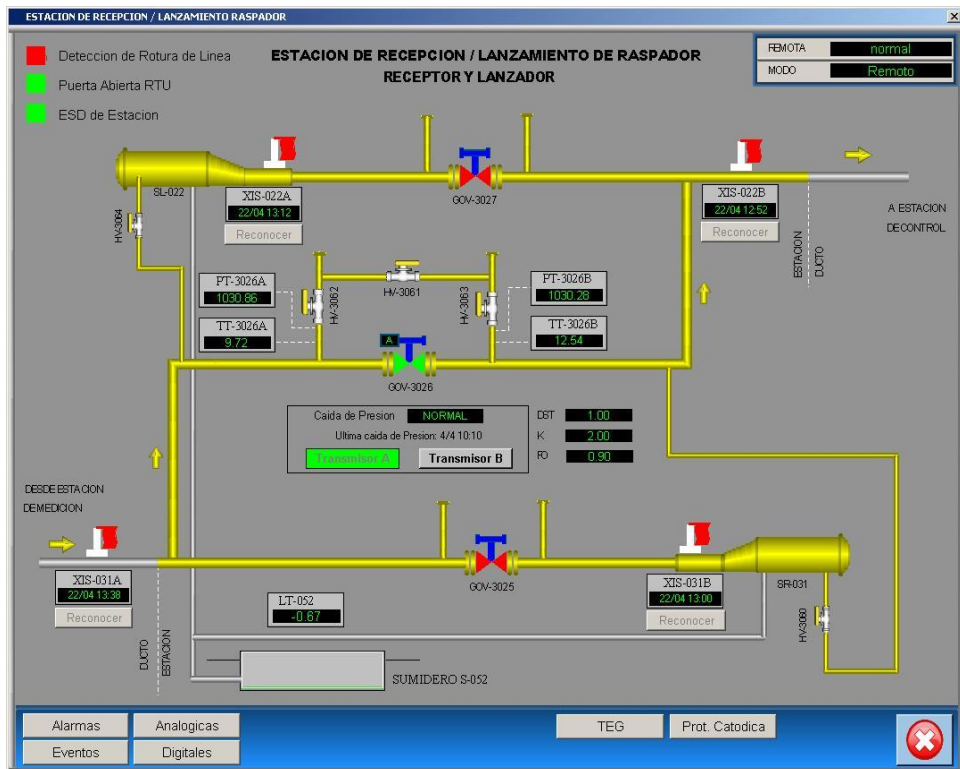 ESTACION DE RECEPCION / LANZAMIENTO RASPADOR
Deteccion de Rotura de Linea
Puerta Abierta RTU
ESD de Estacion
ESTACION DE RECEPCION / LANZAMIENTO DE RASPADOR
RECEPTOR Y LANZADOR
REMOTA normal
MODO Remoto
SL-022
XIS-022A
22/04 13:12
Reconocer
GOV-3027
XIS-022B
22/04 12:52
Reconocer
ESTACION
DUCTO
A ESTACION
DE CONTROL
HV-3064
PT-3026A
1030.86
TT-3026A
9.72
HV-3062
HV-3061
HV-3063
PT-3026B
1030.28
TT-3026B
12.54
A
GOV-3026
Caida de Presion NORMAL
Ultima caida de Presion: 4/4 10:10
Transmisor A
Transmisor B
DST 1.00
K 2.00
FO 0.90
DESDE ESTACION
DE MEDICION
XIS-031A
22/04 13:38
Reconocer
DUCTO
ESTACION
LT-052
-0.67
GOV-3025
XIS-031B
22/04 13:00
Reconocer
SR-031
HV-3060
SUMIDERO S-052
Alarmas
Analogicas
Eventos
Digitales
TEG
Prot. Catodica